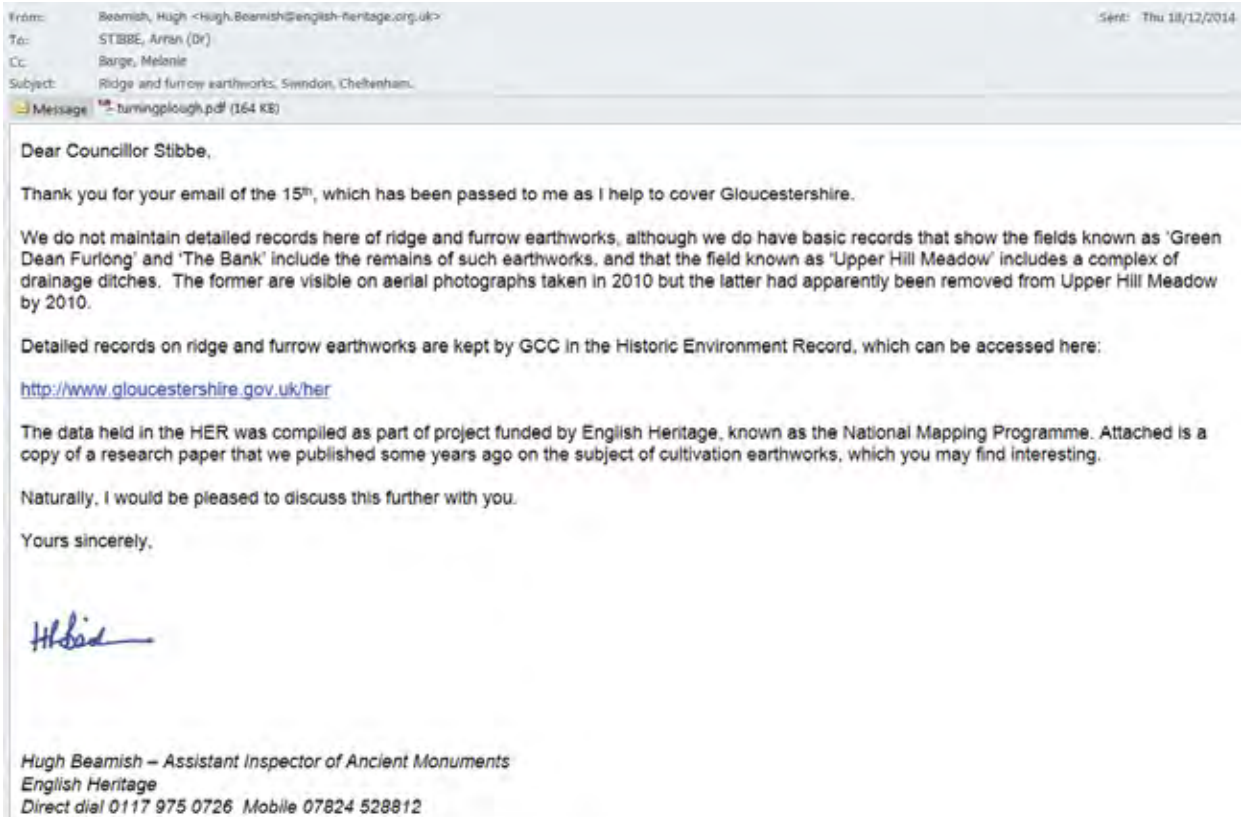 From: Beamish, Hugh <Hugh.Beamish@english-heritage.org.uk> Sent: Thu 18/12/2014
To: STIBBE, Arran (Dr)
Cc: Barge, Melanie
Subject: Ridge and furrow earthworks, Swindon, Cheltenham.
Message turningplough.pdf (164 KB)
Dear Councillor Stibbe,
Thank you for your email of the 15th, which has been passed to me as I help to cover Gloucestershire.
We do not maintain detailed records here of ridge and furrow earthworks, although we do have basic records that show the fields known as 'Green
Dean Furlong' and 'The Bank' include the remains of such earthworks, and that the field known as 'Upper Hill Meadow' includes a complex of
drainage ditches. The former are visible on aerial photographs taken in 2010 but the latter had apparently been removed from Upper Hill Meadow
by 2010.
Detailed records on ridge and furrow earthworks are kept by GCC in the Historic Environment Record, which can be accessed here:
http://www.gloucestershire.gov.uk/her
The data held in the HER was compiled as part of project funded by English Heritage, known as the National Mapping Programme. Attached is a
copy of a research paper that we published some years ago on the subject of cultivation earthworks, which you may find interesting.
Naturally, I would be pleased to discuss this further with you.
Yours sincerely,
Hugh Beamish – Assistant Inspector of Ancient Monuments
English Heritage
Direct dial 0117 975 0726 Mobile 07824 528812